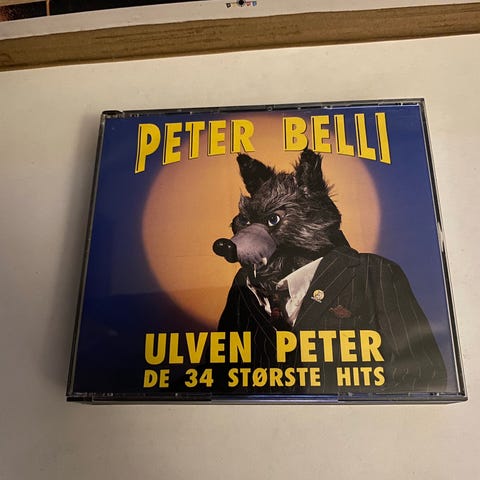 PETER BELLI
ULVEN PETER
DE 34 STØRSTE HITS